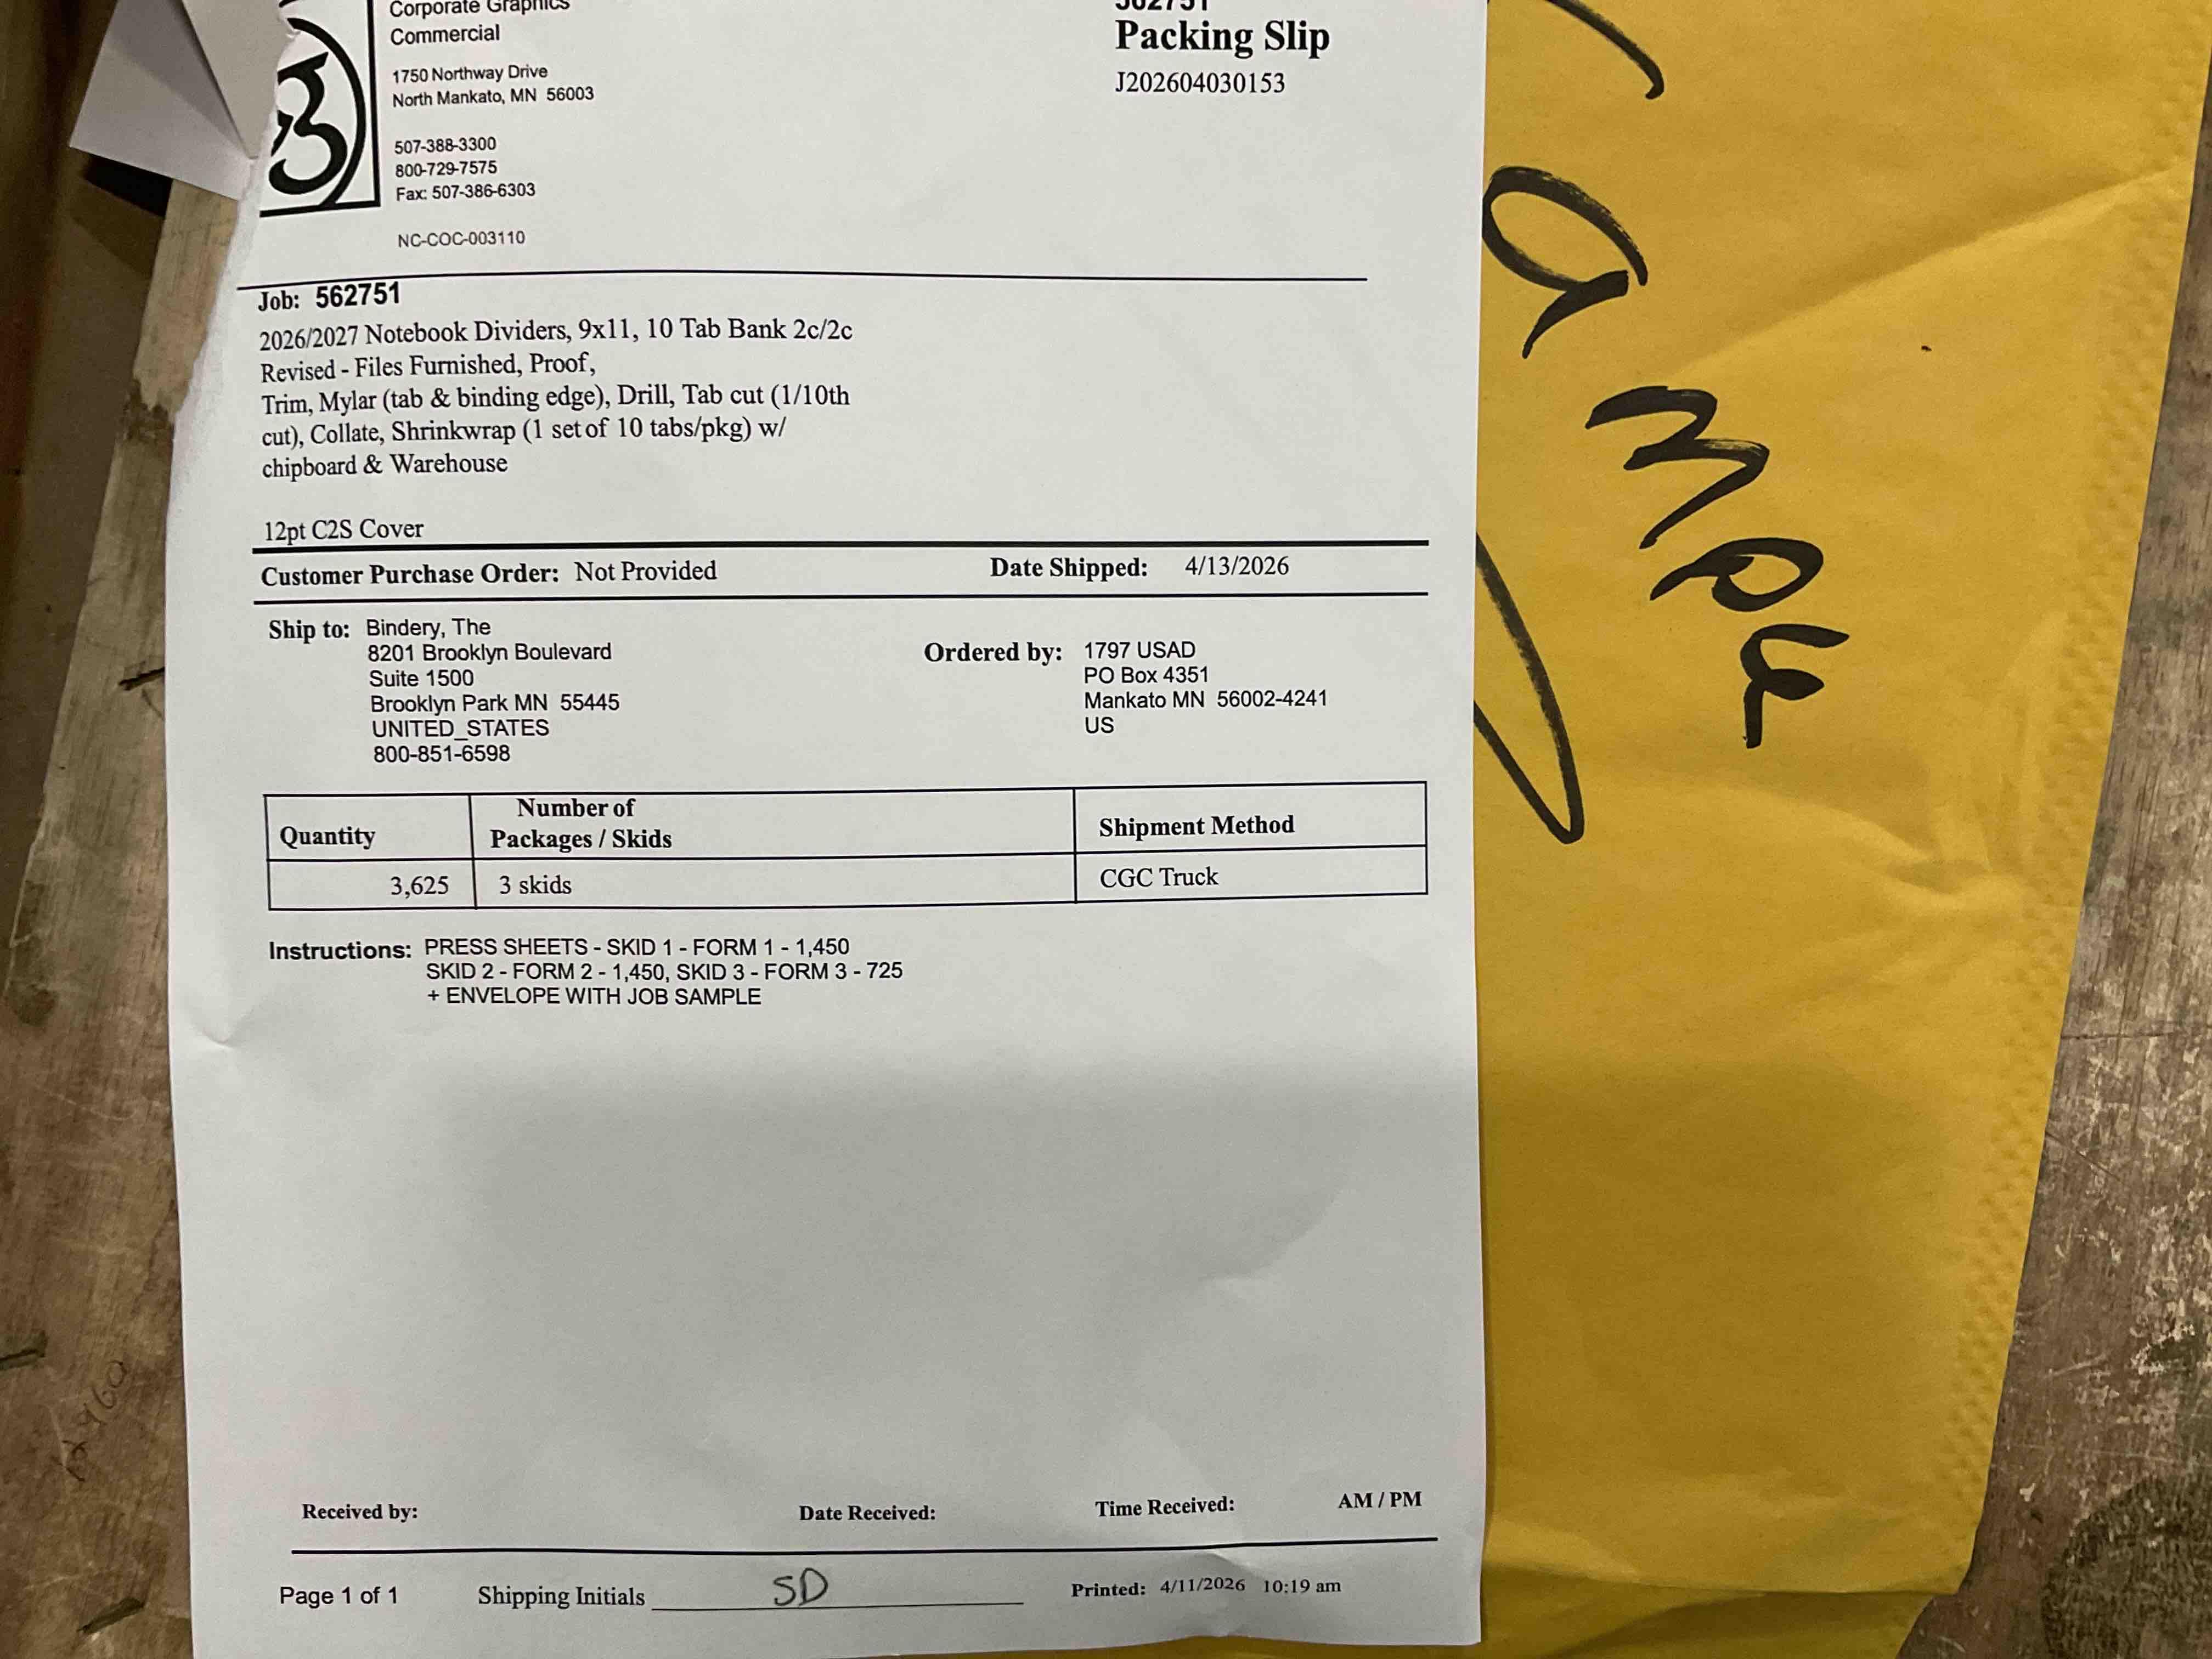 Corporate Graphics
Commercial
1750 Northway Drive
North Mankato, MN 56003
507-388-3300
800-729-7575
Fax: 507-386-6303
NC-COC-003110
562751
Packing Slip
J202604030153
Job: 562751
2026/2027 Notebook Dividers, 9x11, 10 Tab Bank 2c/2c
Revised - Files Furnished, Proof,
Trim, Mylar (tab & binding edge), Drill, Tab cut (1/10th
cut), Collate, Shrinkwrap (1 set of 10 tabs/pkg) w/
chipboard & Warehouse
12pt C2S Cover
Customer Purchase Order: Not Provided Date Shipped: 4/13/2026
Ship to: Bindery, The
8201 Brooklyn Boulevard
Suite 1500
Brooklyn Park MN 55445
UNITED_STATES
800-851-6598
Ordered by: 1797 USAD
PO Box 4351
Mankato MN 56002-4241
US
Quantity Number of Packages / Skids Shipment Method
3,625 3 skids CGC Truck
Instructions: PRESS SHEETS - SKID 1 - FORM 1 - 1,450
SKID 2 - FORM 2 - 1,450, SKID 3 - FORM 3 - 725
+ ENVELOPE WITH JOB SAMPLE
Received by: Date Received: Time Received: AM / PM
Page 1 of 1 Shipping Initials SD Printed: 4/11/2026 10:19 am